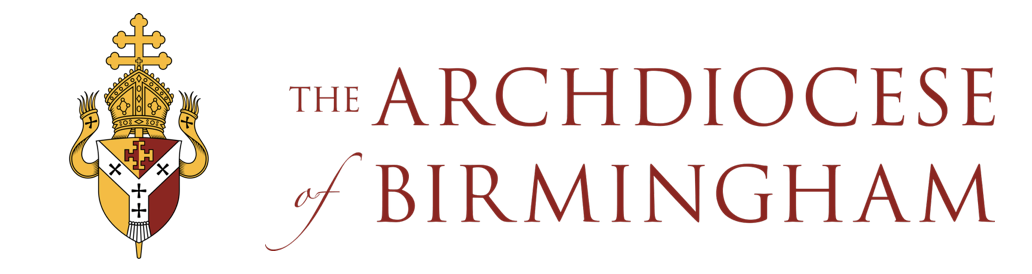 THE ARCHDIOCESE
of BIRMINGHAM